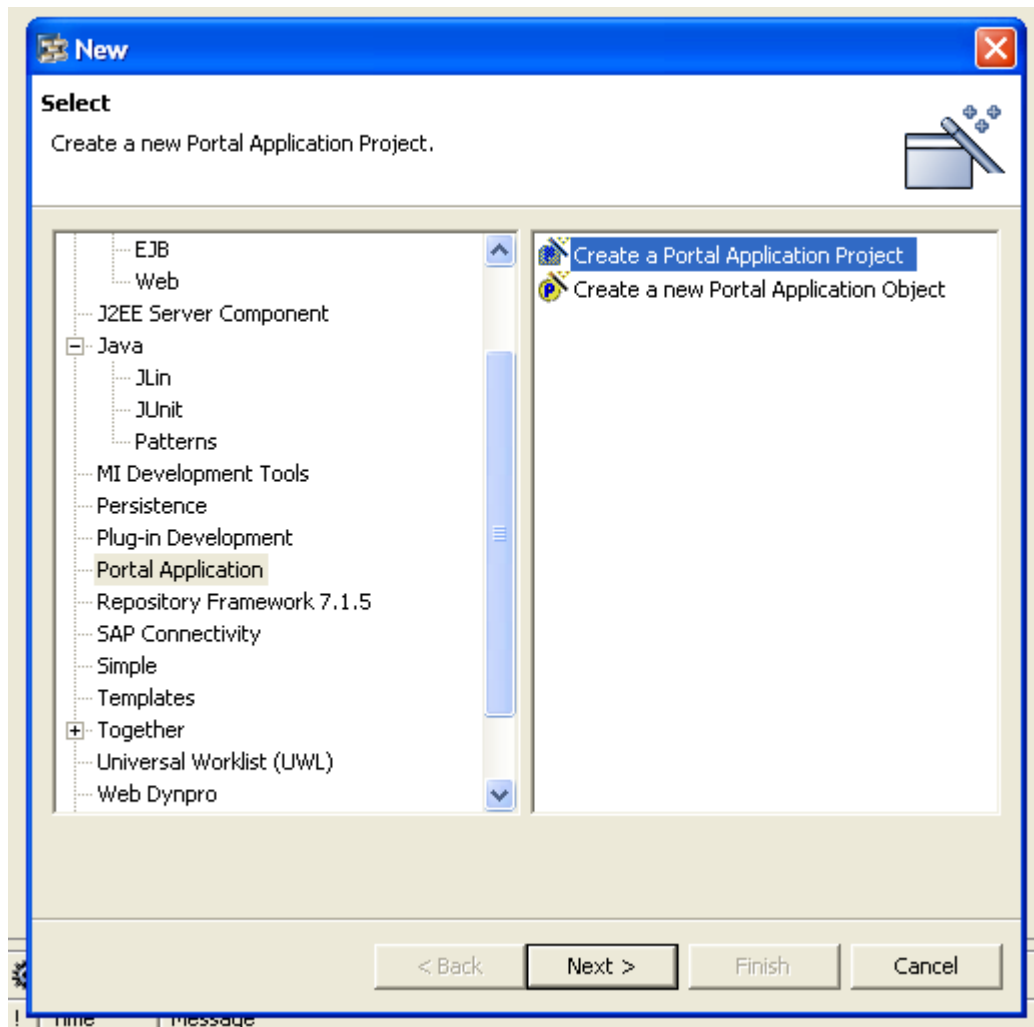 New
Select
Create a new Portal Application Project.
EJB
Web
J2EE Server Component
Java
JLin
JUnit
Patterns
MI Development Tools
Persistence
Plug-in Development
Portal Application
Repository Framework 7.1.5
SAP Connectivity
Simple
Templates
Together
Universal Worklist (UWL)
Web Dynpro
Create a Portal Application Project
Create a new Portal Application Object
< Back Next > Finish Cancel
! Time Message